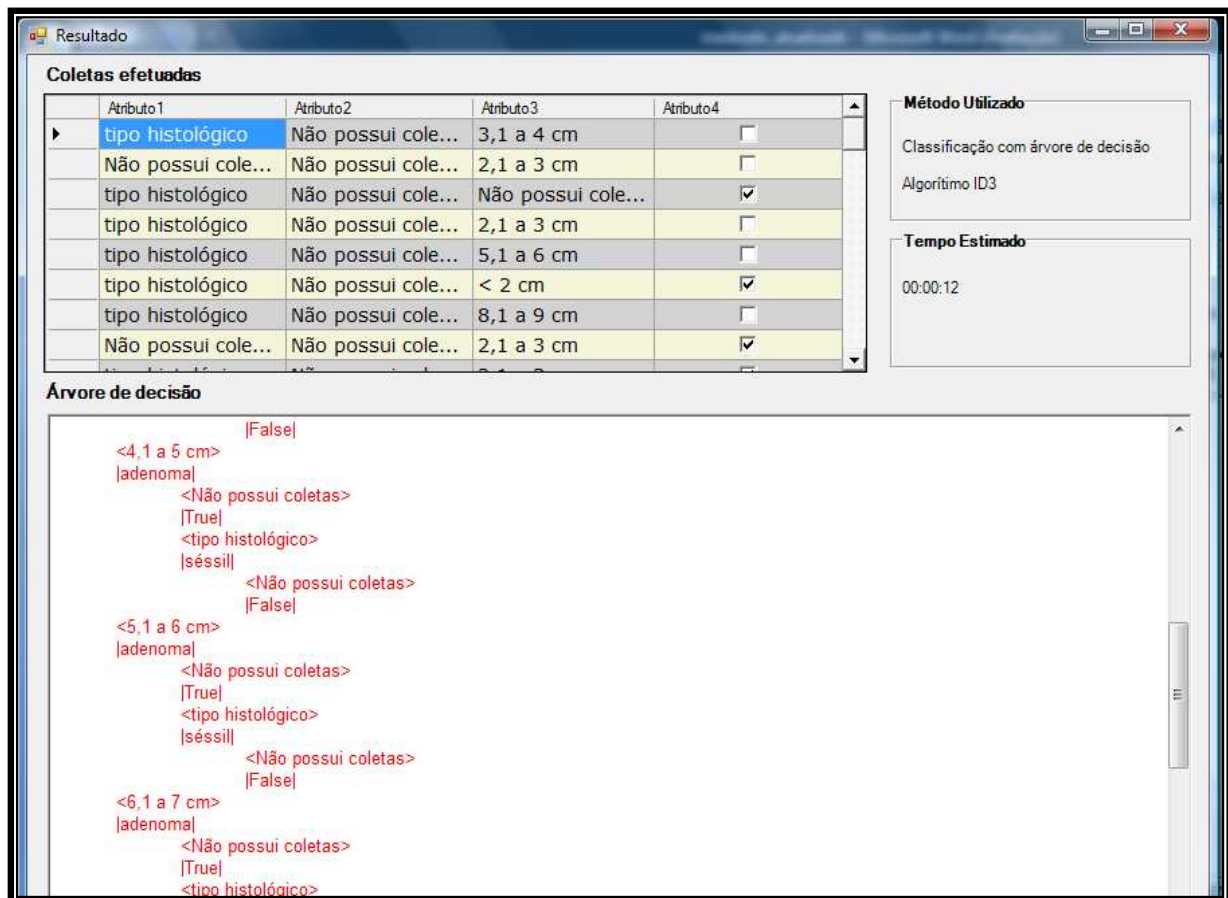 Resultado
Coletas efetuadas
Atributo1 Atributo2 Atributo3 Atributo4
tipo histológico Não possui cole... 3,1 a 4 cm
Não possui cole... Não possui cole... 2,1 a 3 cm
tipo histológico Não possui cole... Não possui cole...
tipo histológico Não possui cole... 2,1 a 3 cm
tipo histológico Não possui cole... 5,1 a 6 cm
tipo histológico Não possui cole... < 2 cm
tipo histológico Não possui cole... 8,1 a 9 cm
Não possui cole... Não possui cole... 2,1 a 3 cm
Método Utilizado
Classificação com árvore de decisão
Algorítimo ID3
Tempo Estimado
00:00:12
Árvore de decisão
|False|
<4,1 a 5 cm>
|adenoma|
<Não possui coletas>
|True|
<tipo histológico>
|séssil|
<Não possui coletas>
|False|
<5,1 a 6 cm>
|adenoma|
<Não possui coletas>
|True|
<tipo histológico>
|séssil|
<Não possui coletas>
|False|
<6,1 a 7 cm>
|adenoma|
<Não possui coletas>
|True|
<tipo histológico>